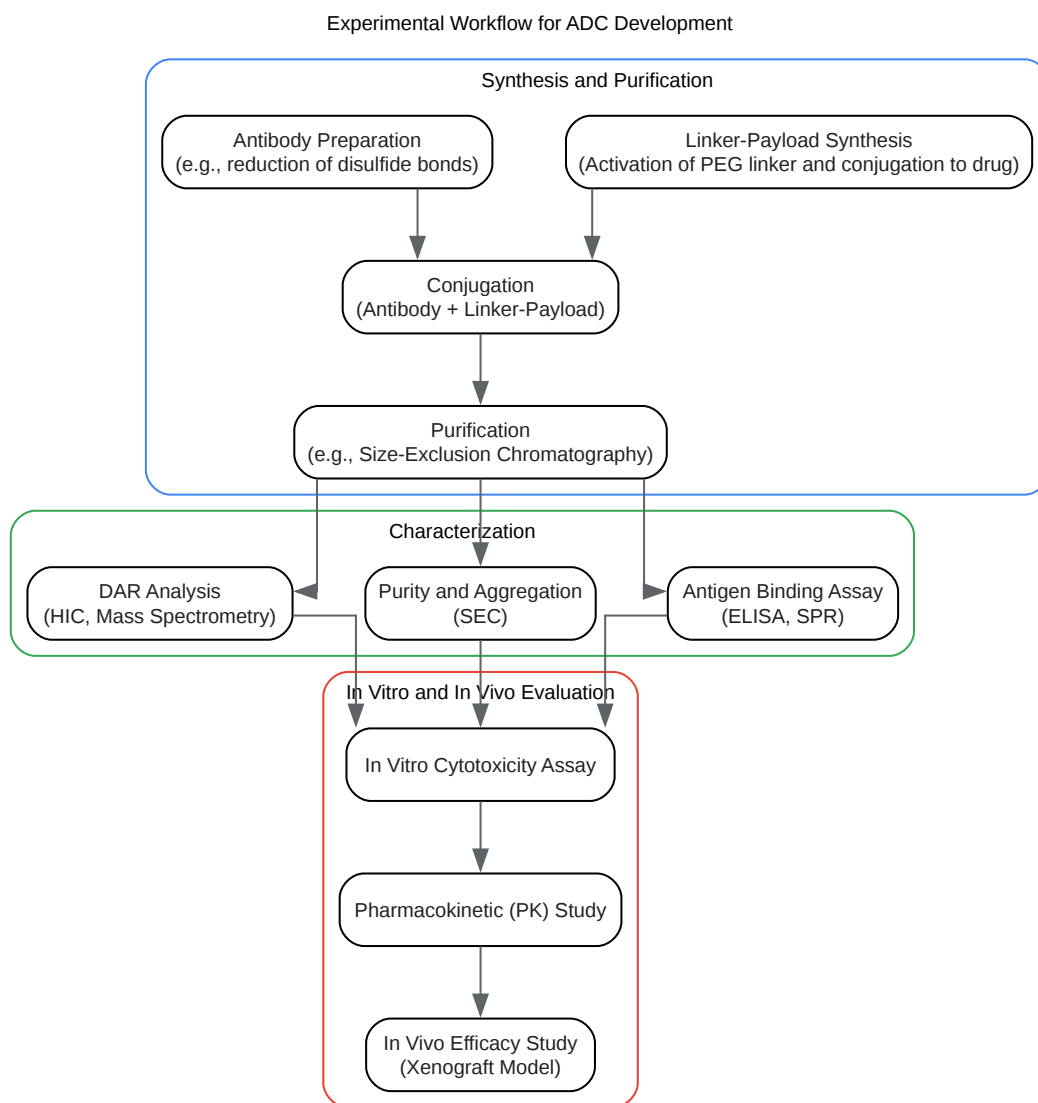 Experimental Workflow for ADC Development
Synthesis and Purification
Antibody Preparation
(e.g., reduction of disulfide bonds)
Linker-Payload Synthesis
(Activation of PEG linker and conjugation to drug)
Conjugation
(Antibody + Linker-Payload)
Purification
(e.g., Size-Exclusion Chromatography)
Characterization
DAR Analysis
(HIC, Mass Spectrometry)
Purity and Aggregation
(SEC)
Antigen Binding Assay
(ELISA, SPR)
In Vitro and In Vivo Evaluation
In Vitro Cytotoxicity Assay
Pharmacokinetic (PK) Study
In Vivo Efficacy Study
(Xenograft Model)